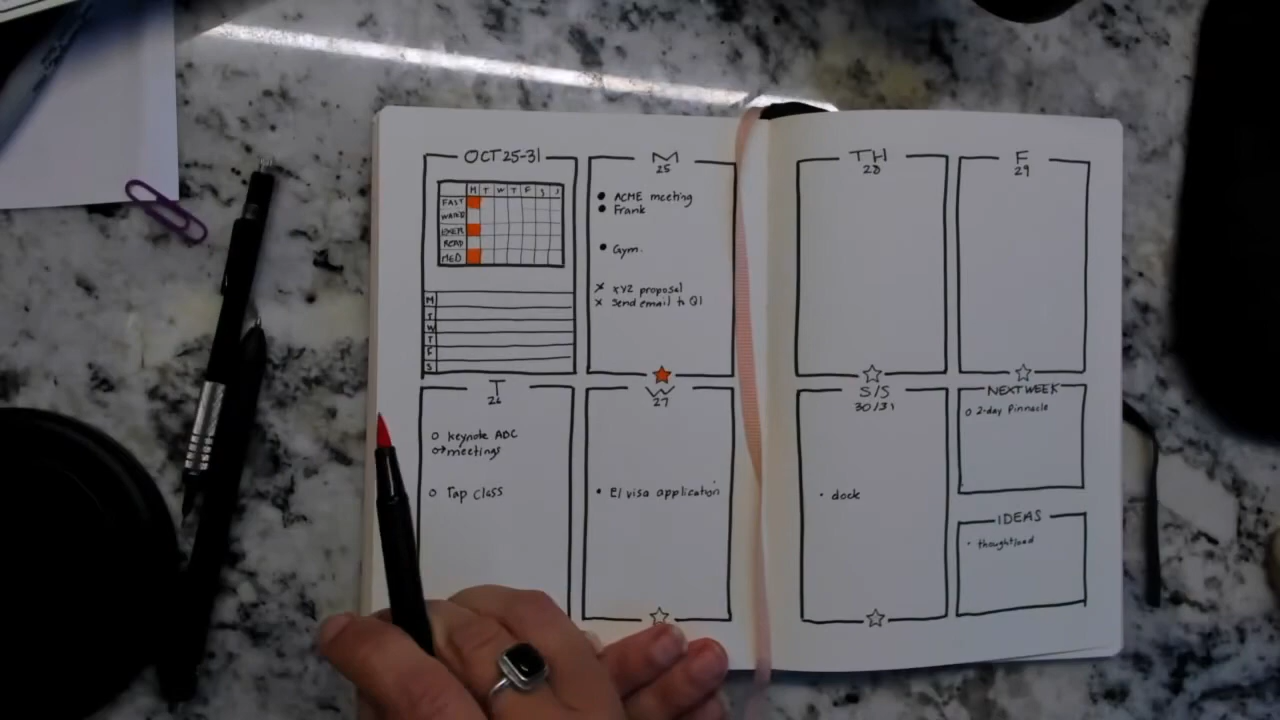 OCT 25-31
M T W T F S S
FAST
WATER
EXER
READ
MED
M
T
W
T
F
S
M
25
• ACME meeting
• Frank
• Gym.
x XYZ proposal
x Send email to Q1
T
26
o keynote ABC
o→meetings
o Tap class
W
27
• E1 visa application
TH
28
F
29
S/S
30/31
• dock
NEXT WEEK
o 2-day Pinnacle
IDEAS
• thoughtload